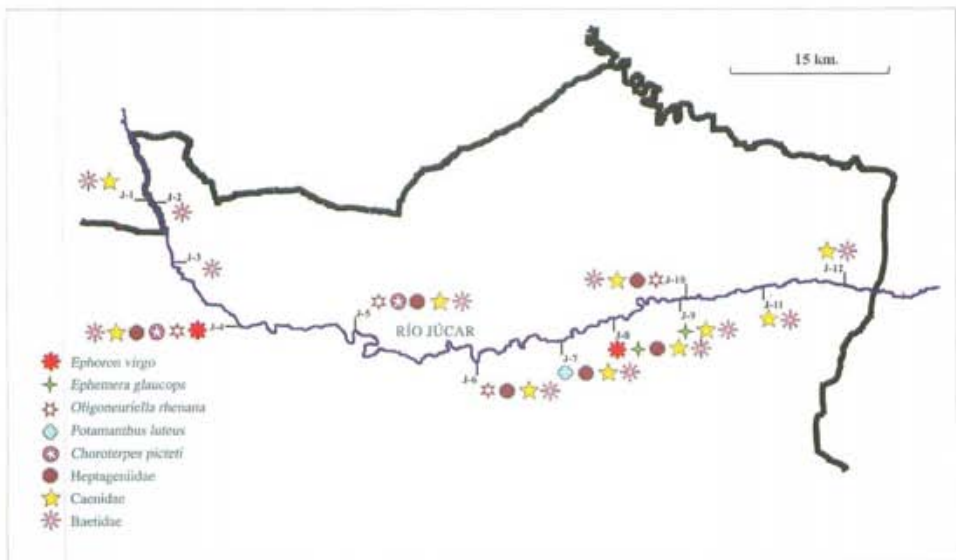 15 km.
J-1
J-2
J-3
J-4
J-5
RÍO JÚCAR
J-6
J-7
J-8
J-10
J-9
J-11
J-12
Ephoron virgo
Ephemera glaucops
Oligoneuriella rhenana
Potamanthus luteus
Choroterpes picteti
Heptageniidae
Caenidae
Baetidae